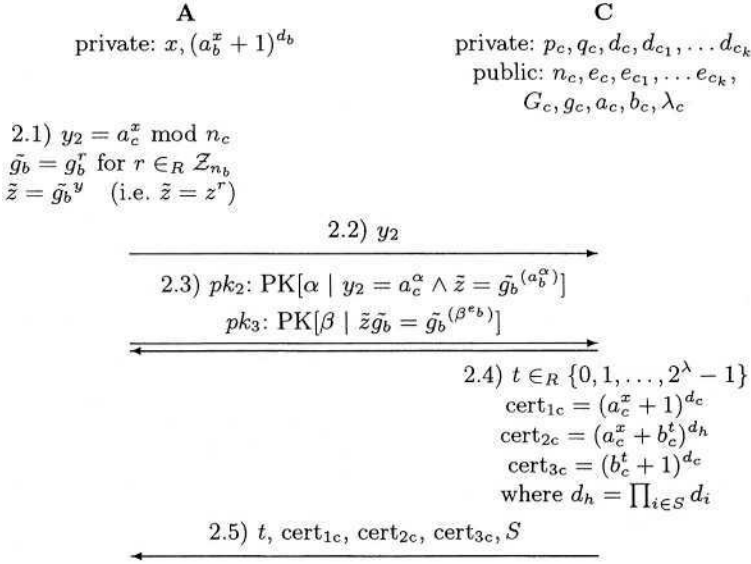 A
C
private: x, (a_b^x + 1)^{d_b}
private: p_c, q_c, d_c, d_{c_1}, … d_{c_k}
public: n_c, e_c, e_{c_1}, … e_{c_k},
G_c, g_c, a_c, b_c, λ_c
2.1) y_2 = a_c^x mod n_c
g̃_b = g_b^r for r ∈_R Z_{n_b}
z̃ = g̃_b^y (i.e. z̃ = z^r)
2.2) y_2
2.3) pk_2: PK[α | y_2 = a_c^α ∧ z̃ = g̃_b^{(a_b^α)}]
pk_3: PK[β | z̃g̃_b = g̃_b^{(β^{e_b})}]
2.4) t ∈_R {0, 1, …, 2^λ − 1}
cert_{1c} = (a_c^x + 1)^{d_c}
cert_{2c} = (a_c^x + b_c^t)^{d_h}
cert_{3c} = (b_c^t + 1)^{d_c}
where d_h = ∏_{i∈S} d_i
2.5) t, cert_{1c}, cert_{2c}, cert_{3c}, S